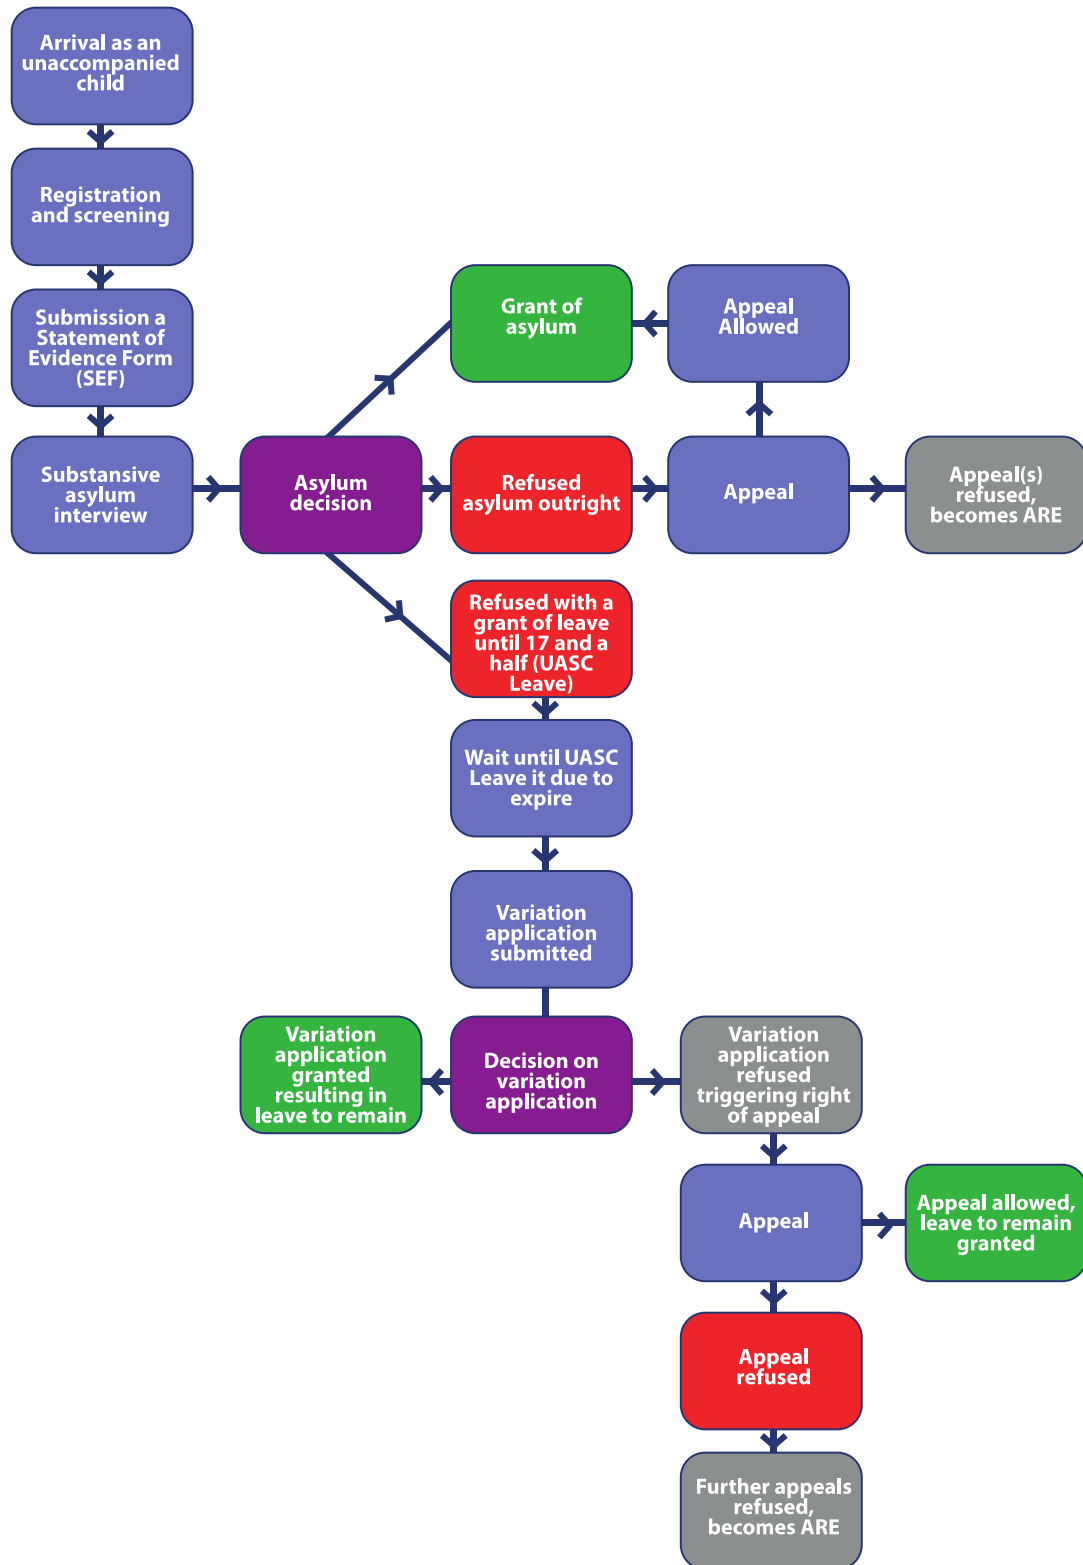 Arrival as an
unaccompanied
child
Registration
and screening
Submission a
Statement of
Evidence Form
(SEF)
Substansive
asylum
interview
Asylum
decision
Grant of
asylum
Appeal
Allowed
Refused
asylum outright
Appeal
Appeal(s)
refused,
becomes ARE
Refused with a
grant of leave
until 17 and a
half (UASC
Leave)
Wait until UASC
Leave it due to
expire
Variation
application
submitted
Variation
application
granted
resulting in
leave to remain
Decision on
variation
application
Variation
application
refused
triggering right
of appeal
Appeal
Appeal allowed,
leave to remain
granted
Appeal
refused
Further appeals
refused,
becomes ARE